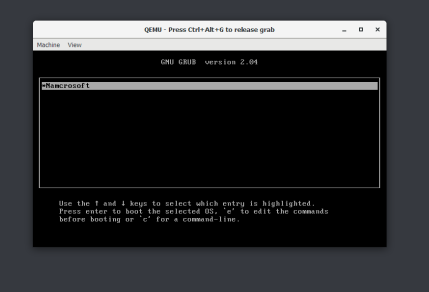 QEMU - Press Ctrl+Alt+G to release grab
Machine View
GNU GRUB version 2.04
*Namcrosoft
Use the ↑ and ↓ keys to select which entry is highlighted.
Press enter to boot the selected OS, `e' to edit the commands
before booting or `c' for a command-line.